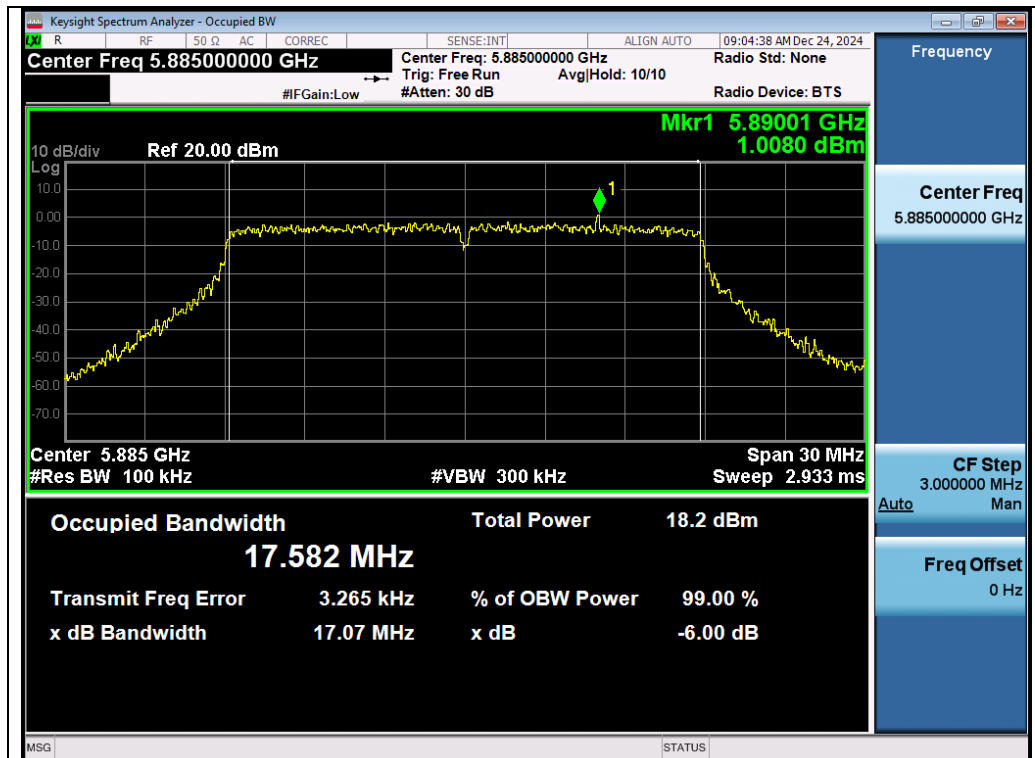 Keysight Spectrum Analyzer - Occupied BW
LXI R RF 50 Ω AC CORREC SENSE:INT ALIGN AUTO 09:04:38 AM Dec 24, 2024
Center Freq 5.885000000 GHz
Center Freq: 5.885000000 GHz
Radio Std: None
Trig: Free Run Avg|Hold: 10/10
#IFGain:Low
#Atten: 30 dB
Radio Device: BTS
Mkr1 5.89001 GHz
1.0080 dBm
10 dB/div Ref 20.00 dBm
Log
10.0
0.00
-10.0
-20.0
-30.0
-40.0
-50.0
-60.0
-70.0
1
Center 5.885 GHz Span 30 MHz
#Res BW 100 kHz #VBW 300 kHz Sweep 2.933 ms
Occupied Bandwidth Total Power 18.2 dBm
17.582 MHz
Transmit Freq Error 3.265 kHz % of OBW Power 99.00 %
x dB Bandwidth 17.07 MHz x dB -6.00 dB
Frequency
Center Freq
5.885000000 GHz
CF Step
3.000000 MHz
Auto Man
Freq Offset
0 Hz
MSG STATUS